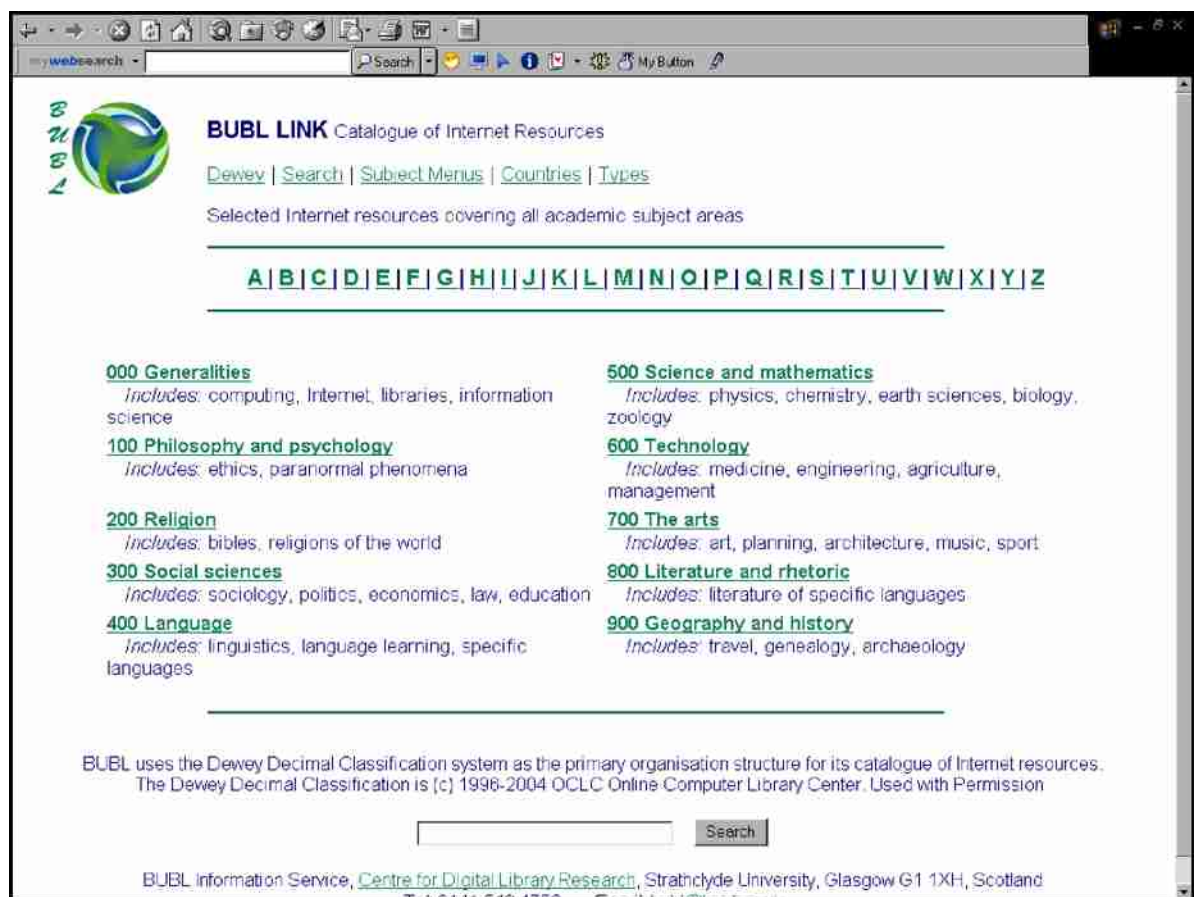 mywebsearch
Search
My Button
BUBL
BUBL LINK Catalogue of Internet Resources
Dewey | Search | Subject Menus | Countries | Types
Selected Internet resources covering all academic subject areas
A | B | C | D | E | F | G | H | I | J | K | L | M | N | O | P | Q | R | S | T | U | V | W | X | Y | Z
000 Generalities
Includes: computing, Internet, libraries, information
science
100 Philosophy and psychology
Includes: ethics, paranormal phenomena
200 Religion
Includes: bibles, religions of the world
300 Social sciences
Includes: sociology, politics, economics, law, education
400 Language
Includes: linguistics, language learning, specific
languages
500 Science and mathematics
Includes: physics, chemistry, earth sciences, biology,
zoology
600 Technology
Includes: medicine, engineering, agriculture,
management
700 The arts
Includes: art, planning, architecture, music, sport
800 Literature and rhetoric
Includes: literature of specific languages
900 Geography and history
Includes: travel, genealogy, archaeology
BUBL uses the Dewey Decimal Classification system as the primary organisation structure for its catalogue of Internet resources.
The Dewey Decimal Classification is (c) 1996-2004 OCLC Online Computer Library Center. Used with Permission
Search
BUBL Information Service, Centre for Digital Library Research, Strathclyde University, Glasgow G1 1XH, Scotland